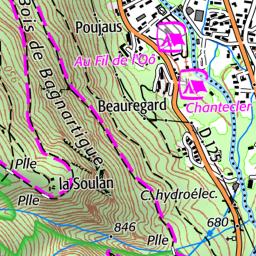 Poujaus
Au Fil de l'Oô
Bois de Bagnartigue
Beauregard
Chantecler
D 125
Plle
la Soulan
Plle
C. hydroélec.
680
846
Plle